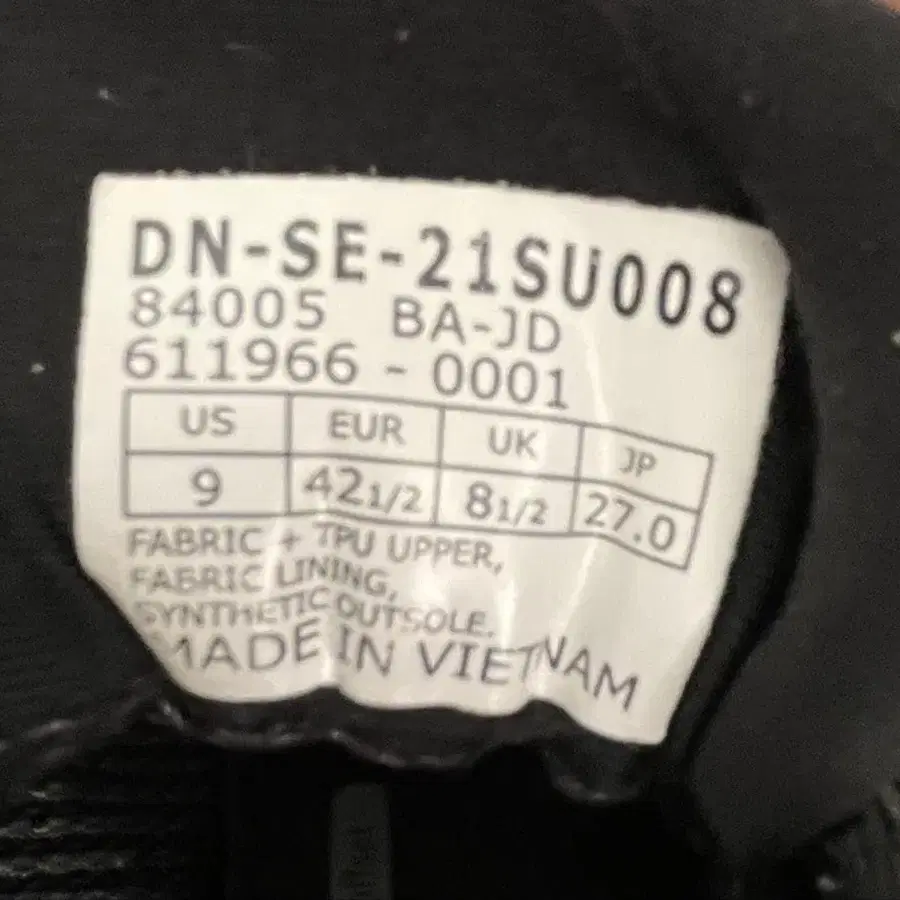 DN-SE-21SU008
84005 BA-JD
611966 - 0001
US EUR UK JP
9 42 1/2 8 1/2 27.0
FABRIC + TPU UPPER,
FABRIC LINING,
SYNTHETIC OUTSOLE.
MADE IN VIETNAM